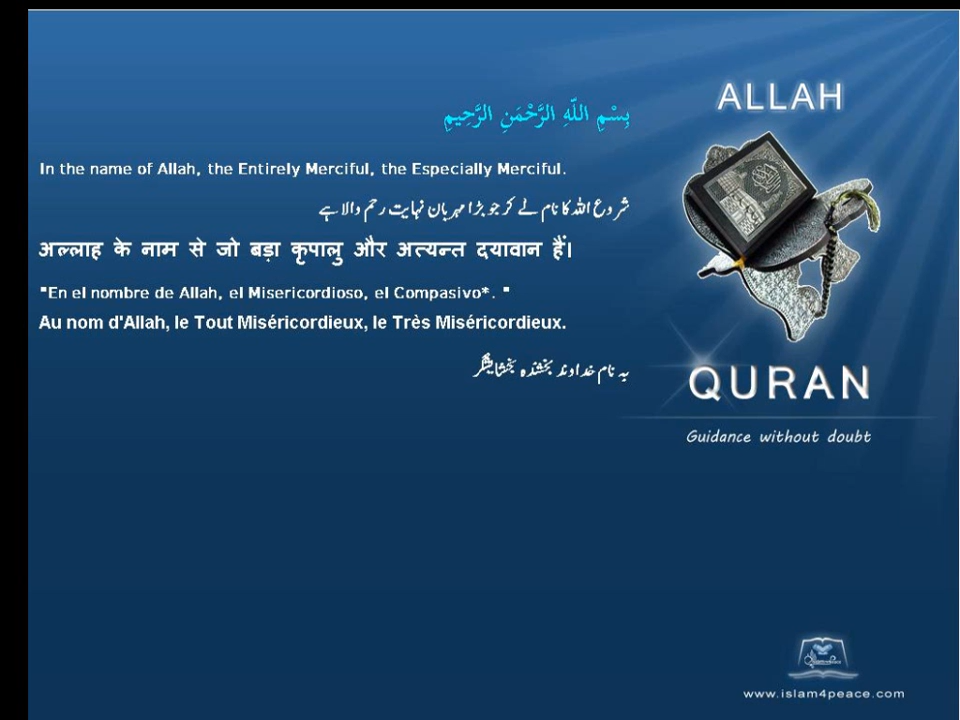 بِسْمِ اللّهِ الرَّحْمَنِ الرَّحِيمِ
In the name of Allah, the Entirely Merciful, the Especially Merciful.
شروع الله کا نام لے کر جو بڑا مہربان نہایت رحم والا ہے
अल्लाह के नाम से जो बड़ा कृपालु और अत्यन्त दयावान हैं।
"En el nombre de Allah, el Misericordioso, el Compasivo*. "
Au nom d'Allah, le Tout Miséricordieux, le Très Miséricordieux.
به نام خداوند بخشنده بخشایشگر
ALLAH
QURAN
Guidance without doubt
www.islam4peace.com